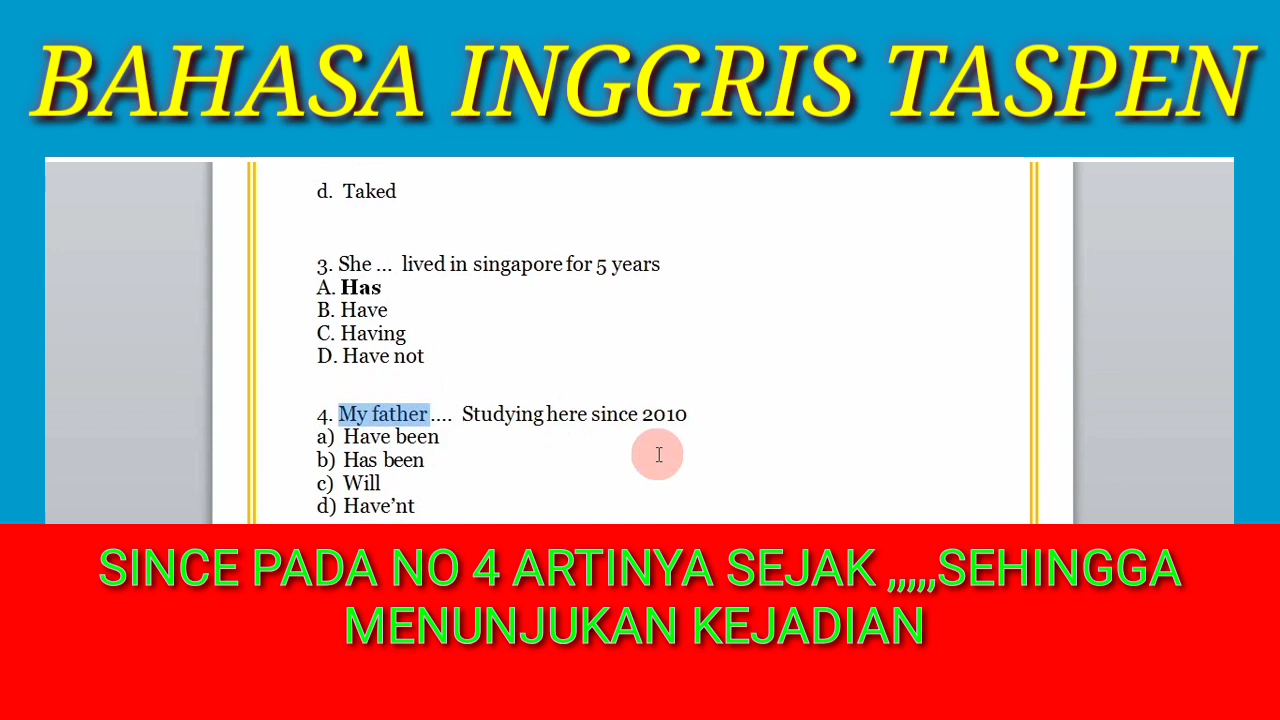 BAHASA INGGRIS TASPEN
d. Taked
3. She ... lived in singapore for 5 years
A. Has
B. Have
C. Having
D. Have not
4. My father .... Studying here since 2010
a) Have been
b) Has been
c) Will
d) Have'nt
SINCE PADA NO 4 ARTINYA SEJAK ,,,,,SEHINGGA
MENUNJUKAN KEJADIAN